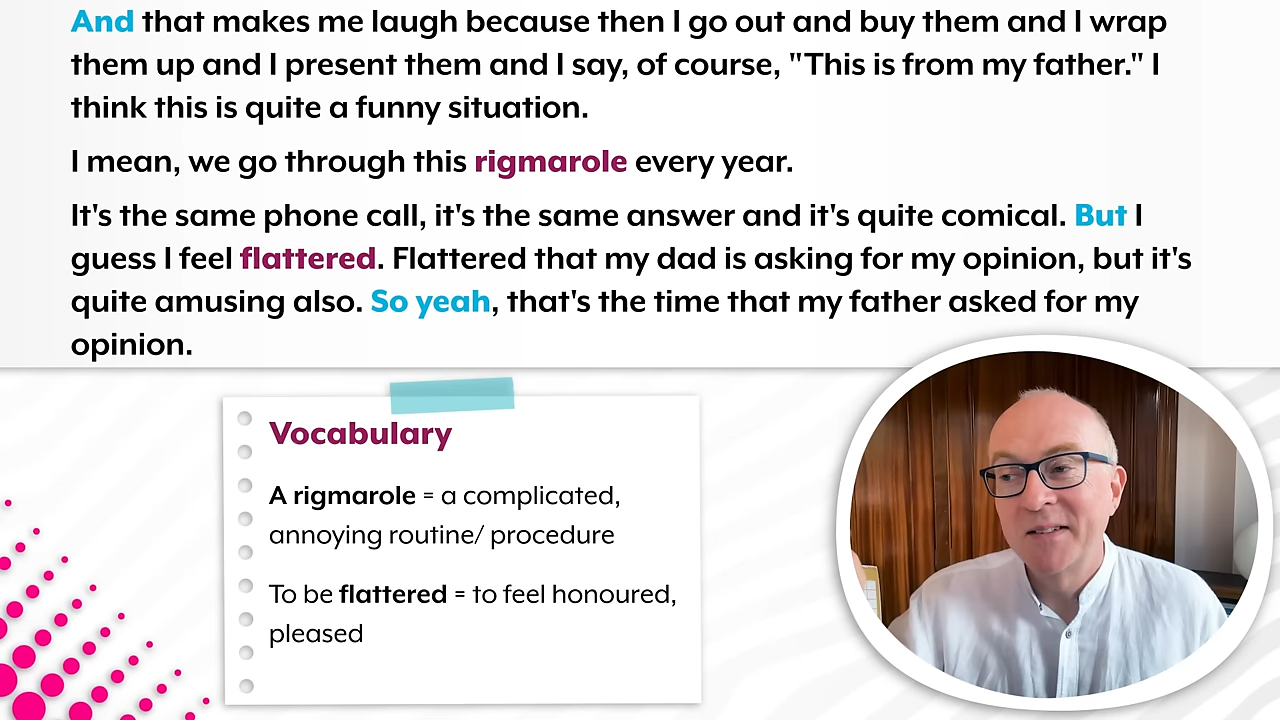 And that makes me laugh because then I go out and buy them and I wrap
them up and I present them and I say, of course, "This is from my father." I
think this is quite a funny situation.
I mean, we go through this rigmarole every year.
It's the same phone call, it's the same answer and it's quite comical. But I
guess I feel flattered. Flattered that my dad is asking for my opinion, but it's
quite amusing also. So yeah, that's the time that my father asked for my
opinion.
Vocabulary
A rigmarole = a complicated,
annoying routine/ procedure
To be flattered = to feel honoured,
pleased